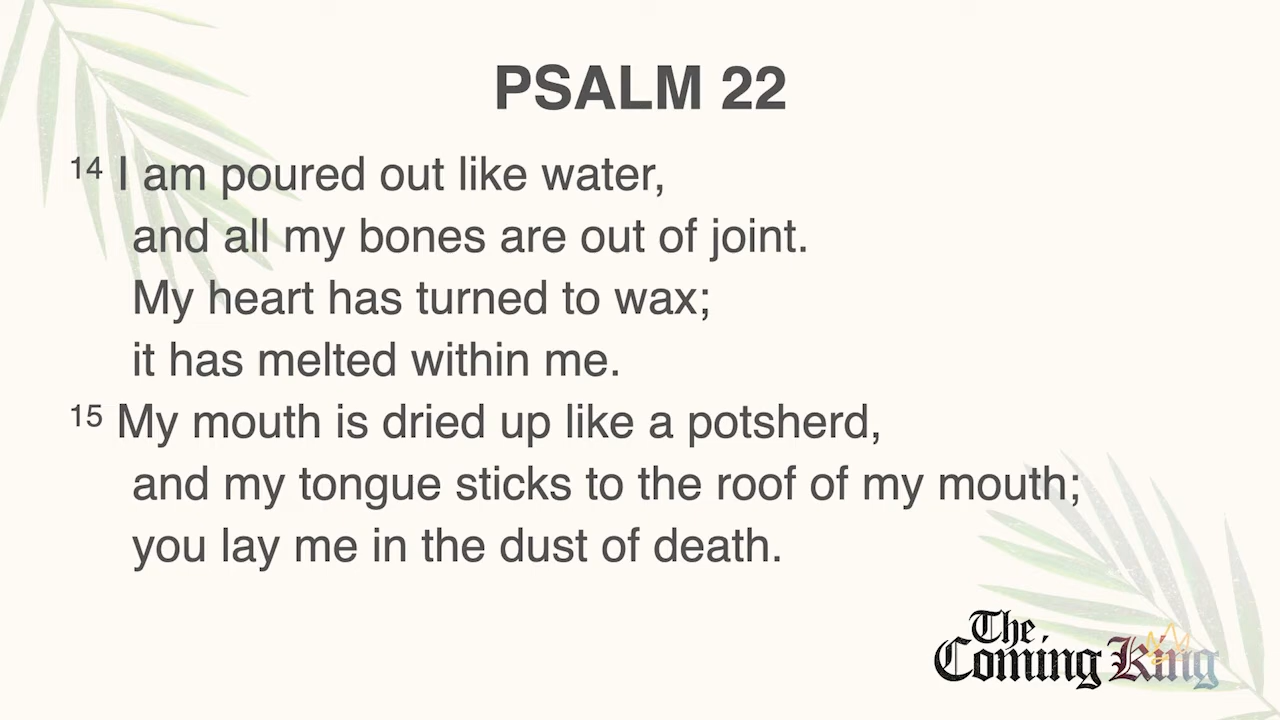 PSALM 22
14 I am poured out like water,
and all my bones are out of joint.
My heart has turned to wax;
it has melted within me.
15 My mouth is dried up like a potsherd,
and my tongue sticks to the roof of my mouth;
you lay me in the dust of death.
The
Coming King